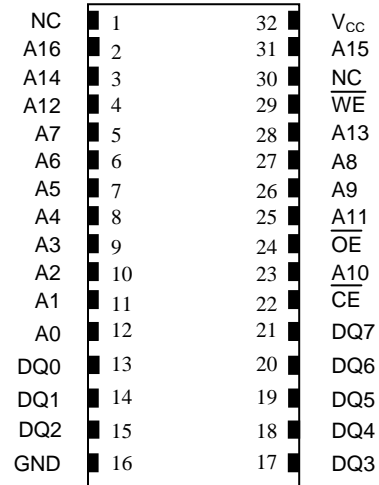 NC 1 32 VCC
A16 2 31 A15
A14 3 30 NC
A12 4 29 WE
A7 5 28 A13
A6 6 27 A8
A5 7 26 A9
A4 8 25 A11
A3 9 24 OE
A2 10 23 A10
A1 11 22 CE
A0 12 21 DQ7
DQ0 13 20 DQ6
DQ1 14 19 DQ5
DQ2 15 18 DQ4
GND 16 17 DQ3